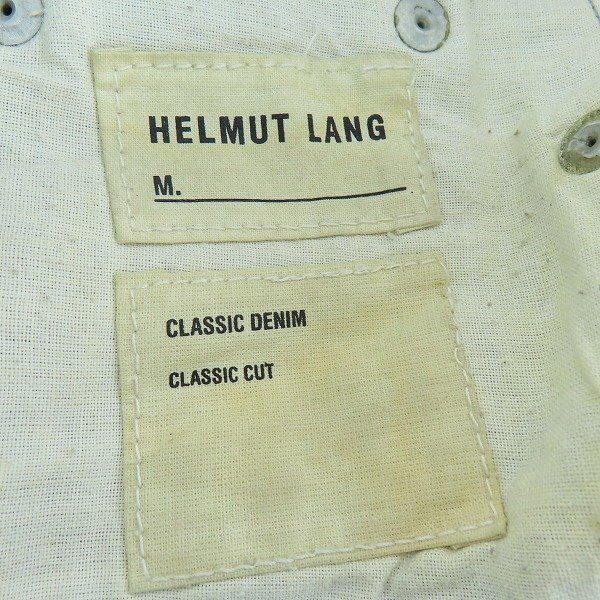 HELMUT LANG
M.
CLASSIC DENIM
CLASSIC CUT